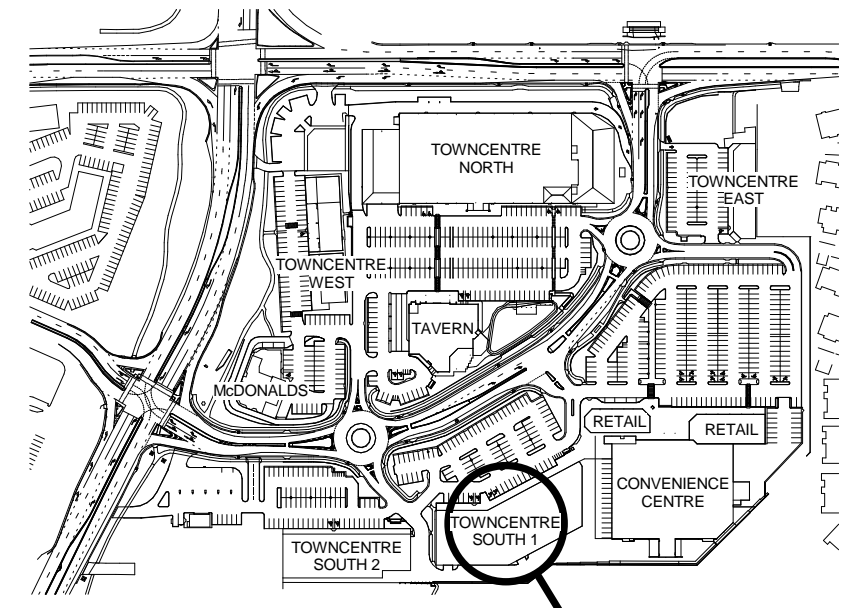 TOWNCENTRE
NORTH
TOWNCENTRE
EAST
TOWNCENTRE
WEST
TAVERN
McDONALDS
RETAIL
RETAIL
CONVENIENCE
CENTRE
TOWNCENTRE
SOUTH 1
TOWNCENTRE
SOUTH 2